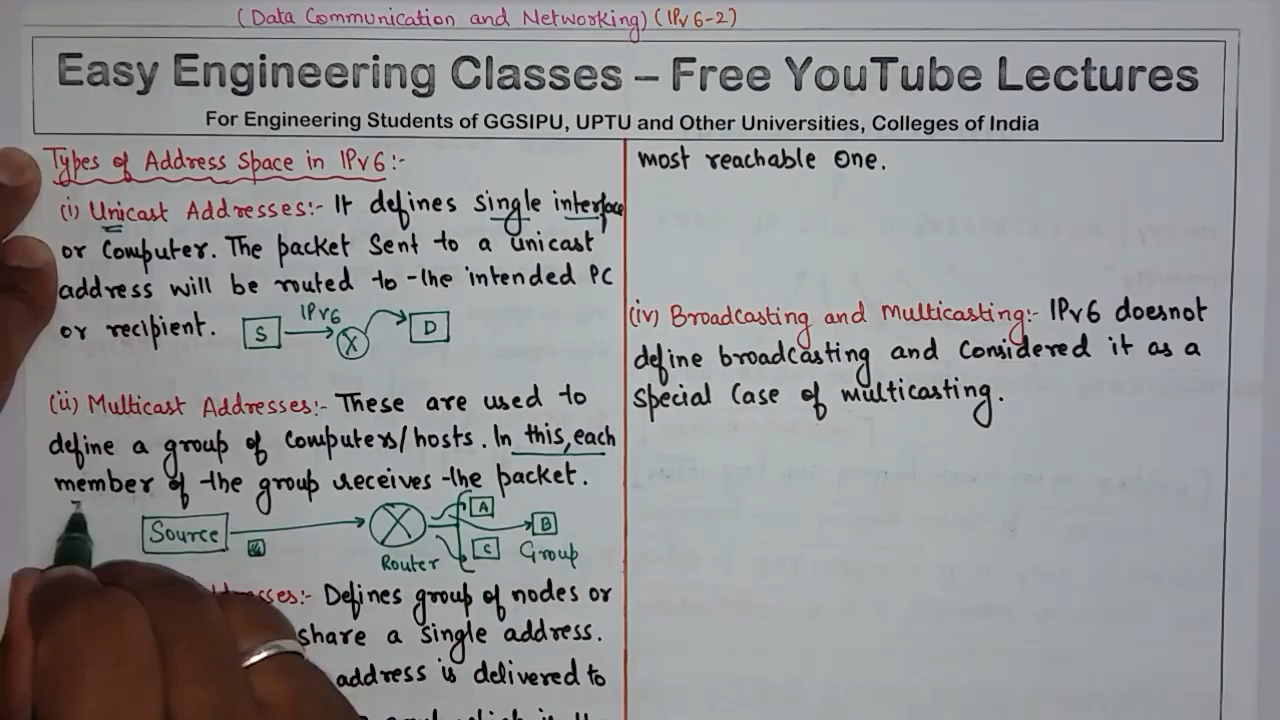 (Data Communication and Networking) (IPv6-2)
Easy Engineering Classes – Free YouTube Lectures
For Engineering Students of GGSIPU, UPTU and Other Universities, Colleges of India
Types of Address Space in IPv6:-
(i) Unicast Addresses:- It defines single interface
or Computer. The packet Sent to a unicast
address will be routed to the intended PC
or recipient.
S
IPv6
X
D
(ii) Multicast Addresses:- These are used to
define a group of Computers/hosts. In this, each
member of the group receives the packet.
Source
Router
A
B
C
Group
Defines group of nodes or
share a single address.
address is delivered to
most reachable One.
(iv) Broadcasting and Multicasting:- IPv6 doesnot
define broadcasting and Considered it as a
Special Case of multicasting.